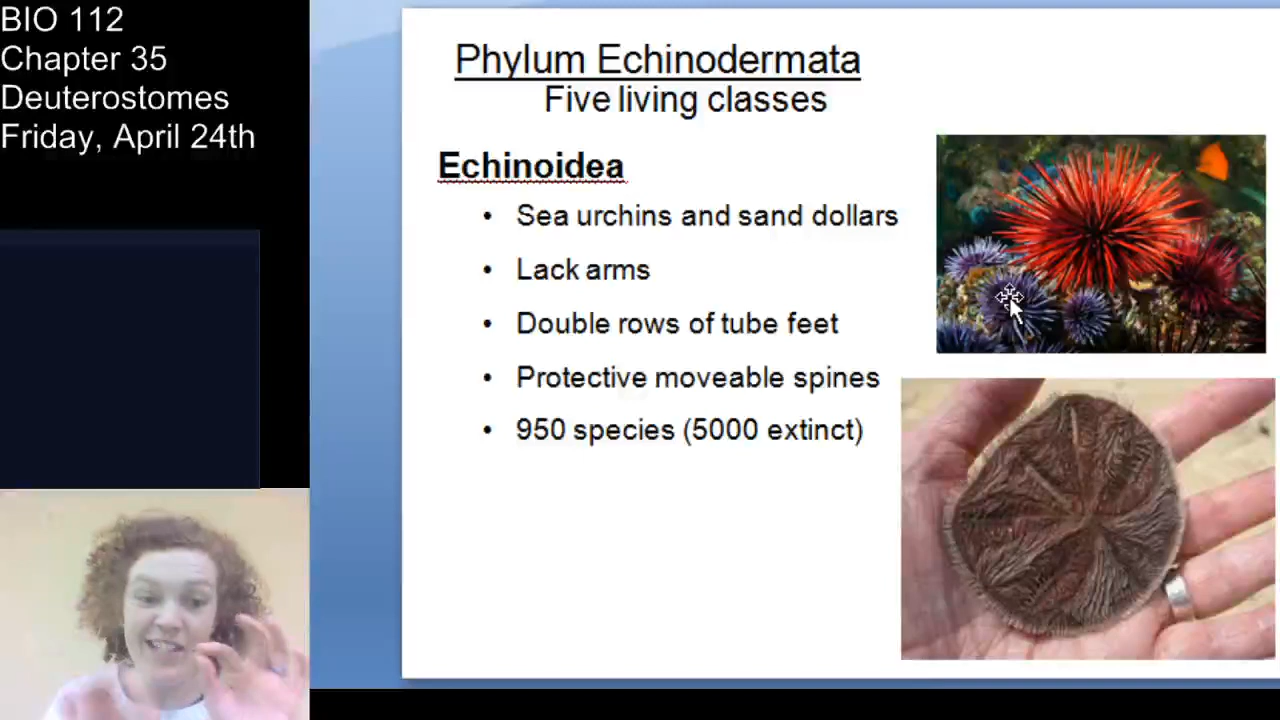 BIO 112
Chapter 35
Deuterostomes
Friday, April 24th
Phylum Echinodermata
Five living classes
Echinoidea
• Sea urchins and sand dollars
• Lack arms
• Double rows of tube feet
• Protective moveable spines
• 950 species (5000 extinct)